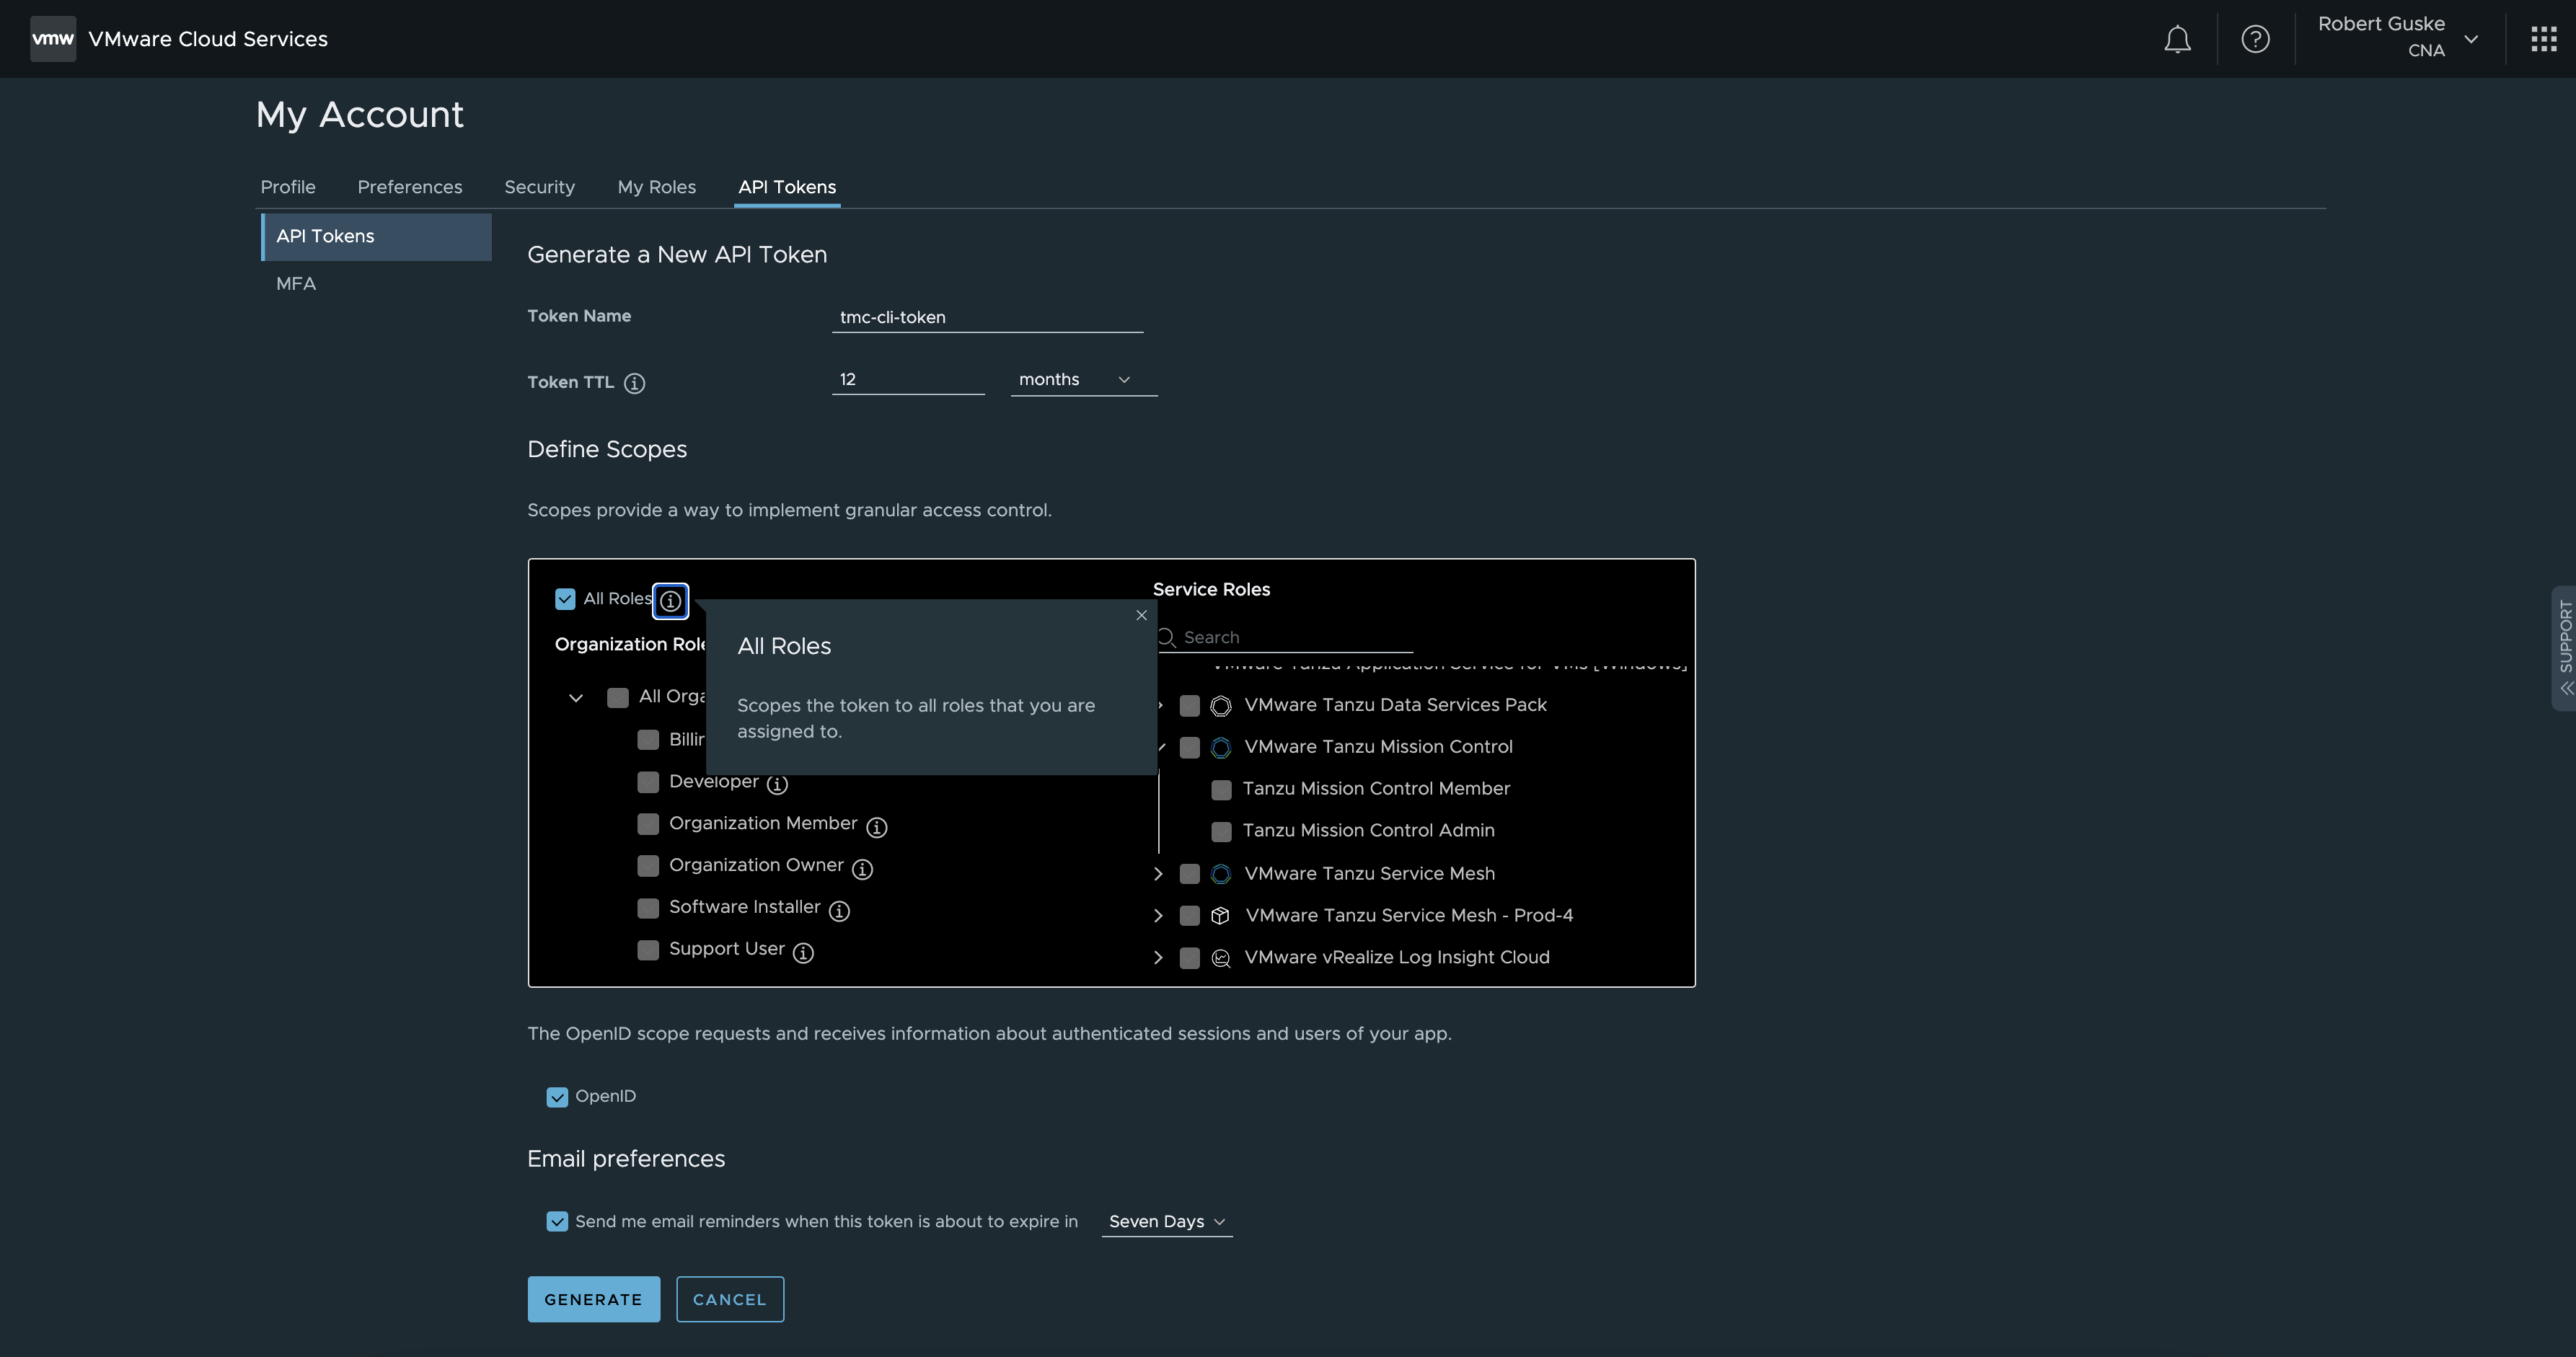 vmw VMware Cloud Services
Robert Guske
CNA
My Account
Profile Preferences Security My Roles API Tokens
API Tokens
MFA
Generate a New API Token
Token Name tmc-cli-token
Token TTL 12 months
Define Scopes
Scopes provide a way to implement granular access control.
All Roles
Organization
All
Developer
Organization Member
Organization Owner
Software Installer
Support User
All Roles
Scopes the token to all roles that you are
assigned to.
Service Roles
Search
VMware Tanzu Application Service for VMs [Windows]
VMware Tanzu Data Services Pack
VMware Tanzu Mission Control
Tanzu Mission Control Member
Tanzu Mission Control Admin
VMware Tanzu Service Mesh
VMware Tanzu Service Mesh - Prod-4
VMware vRealize Log Insight Cloud
The OpenID scope requests and receives information about authenticated sessions and users of your app.
OpenID
Email preferences
Send me email reminders when this token is about to expire in Seven Days
GENERATE CANCEL
SUPPORT